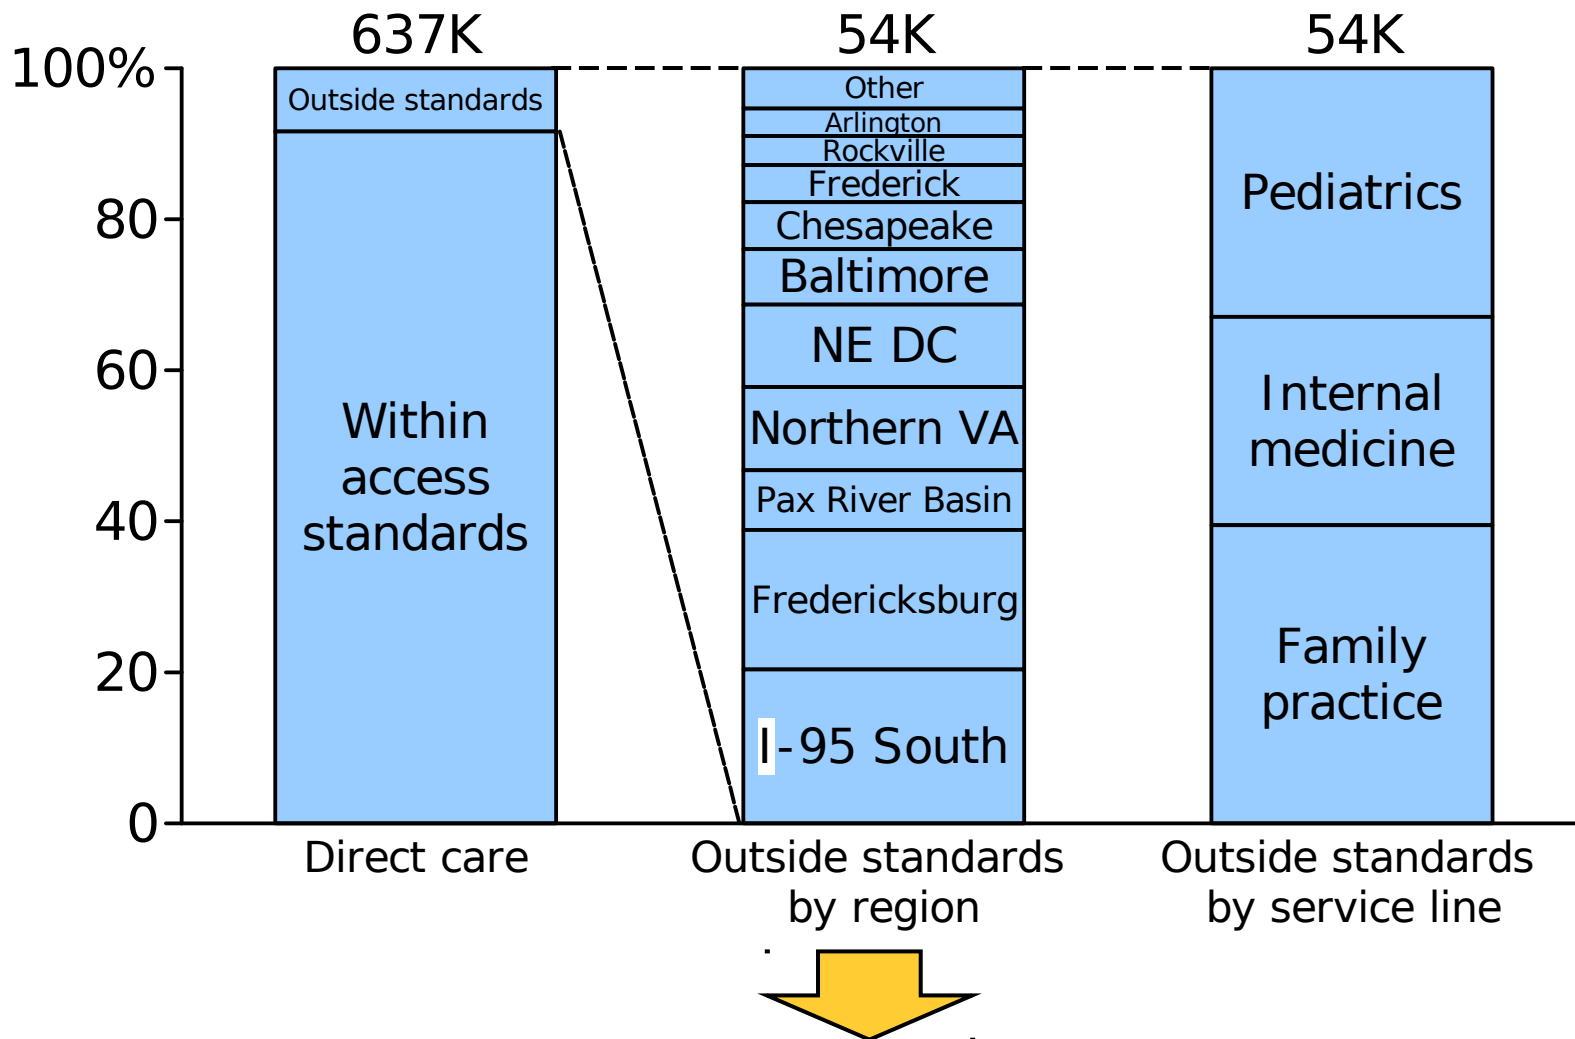 637K
54K
54K
100%
80
60
40
20
0
Outside standards
Within
access
standards
Other
Arlington
Rockville
Frederick
Chesapeake
Baltimore
NE DC
Northern VA
Pax River Basin
Fredericksburg
I-95 South
Pediatrics
Internal
medicine
Family
practice
Direct care
Outside standards
by region
Outside standards
by service line